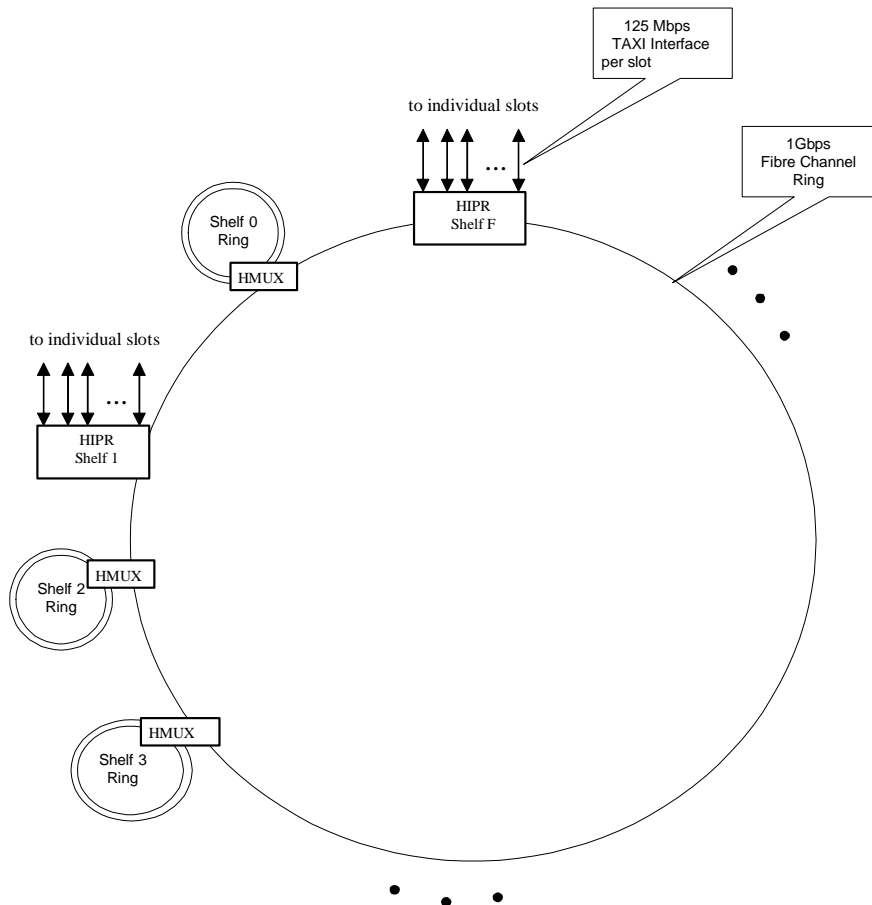 125 Mbps
TAXI Interface
per slot
to individual slots
...
HIPR
Shelf F
1Gbps
Fibre Channel
Ring
Shelf 0
Ring
HMUX
to individual slots
...
HIPR
Shelf 1
HMUX
Shelf 2
Ring
HMUX
Shelf 3
Ring